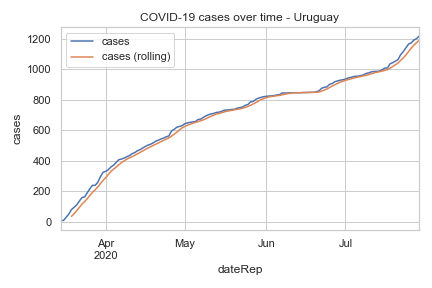 COVID-19 cases over time - Uruguay
cases
cases (rolling)
1200
1000
800
600
400
200
0
cases
Apr
2020
May
Jun
Jul
dateRep